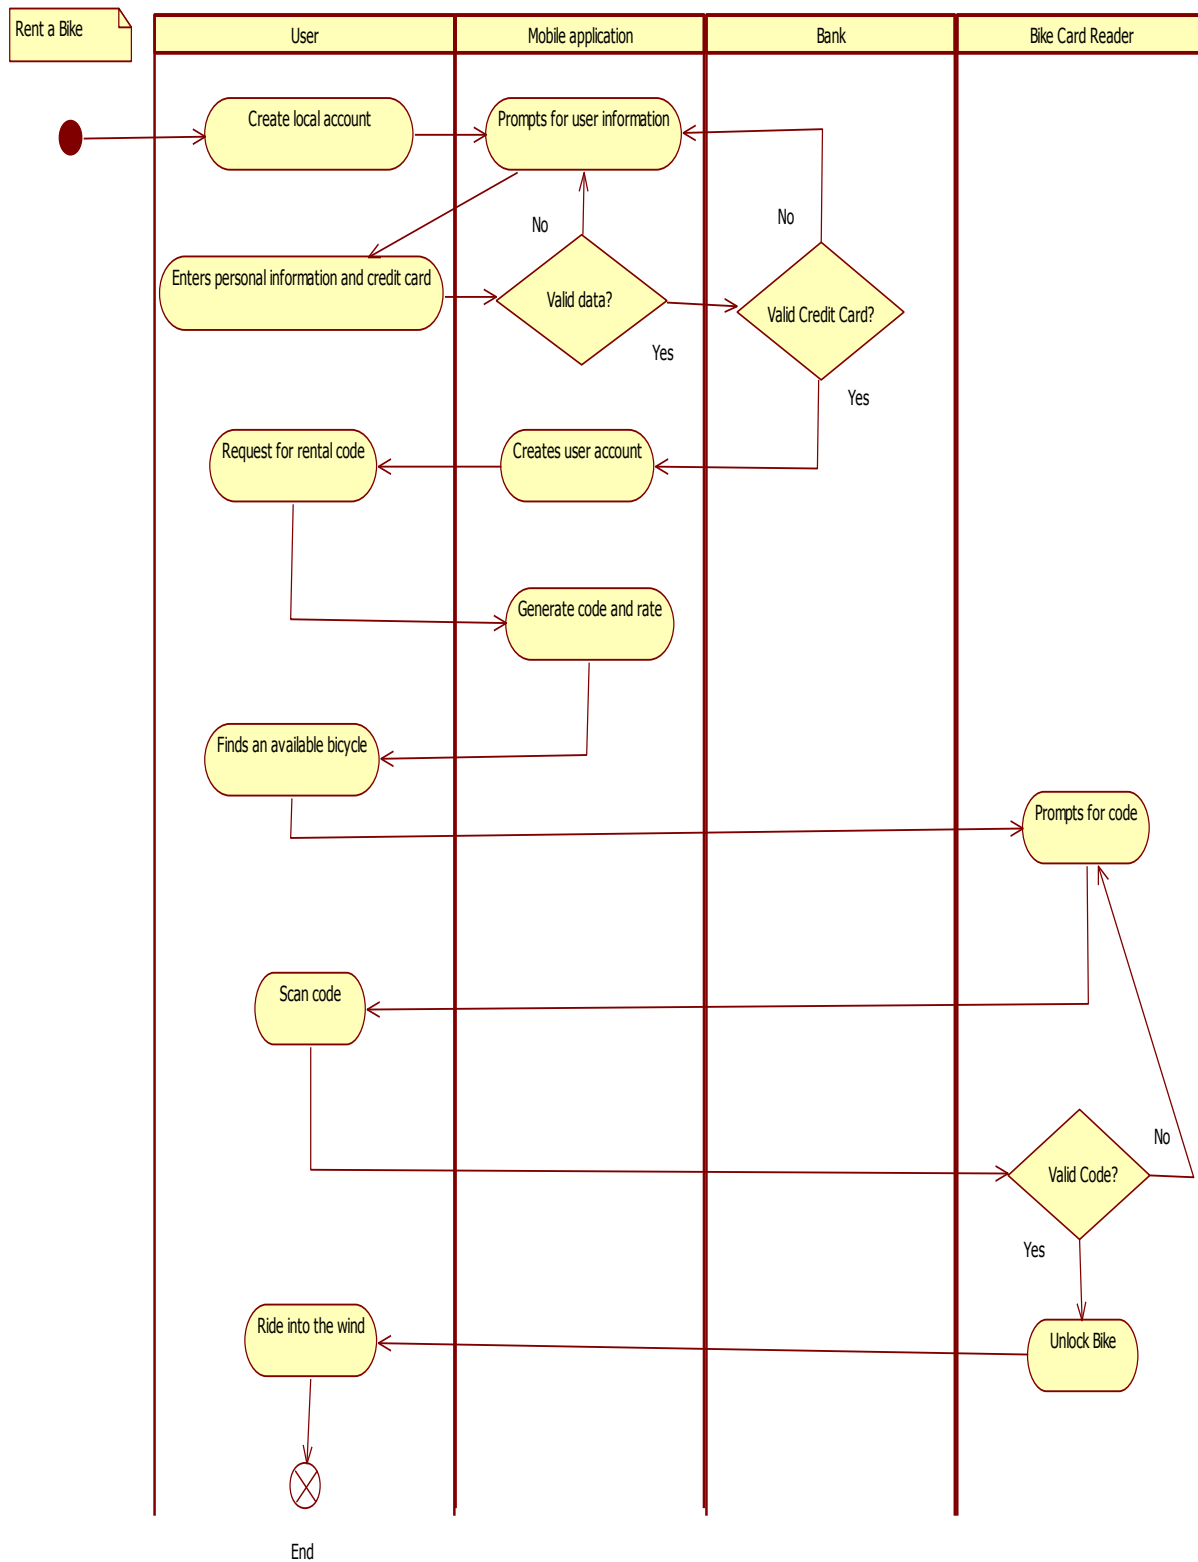 Rent a Bike
User
Mobile application
Bank
Bike Card Reader
Create local account
Prompts for user information
No
No
Enters personal information and credit card
Valid data?
Valid Credit Card?
Yes
Yes
Request for rental code
Creates user account
Generate code and rate
Finds an available bicycle
Prompts for code
Scan code
No
Valid Code?
Yes
Ride into the wind
Unlock Bike
End